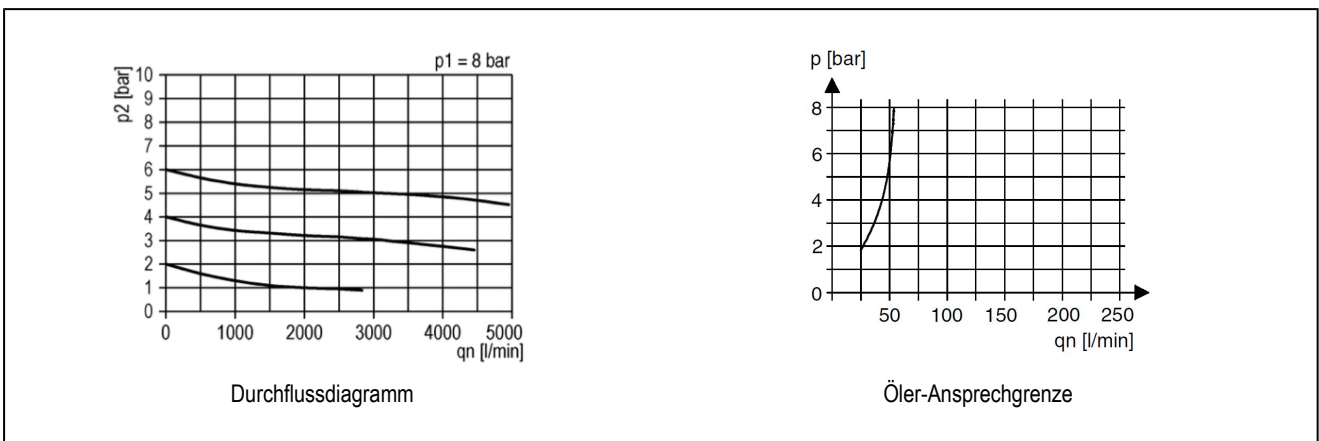 p1 = 8 bar
p2 [bar]
10
9
8
7
6
5
4
3
2
1
0
0 1000 2000 3000 4000 5000
qn [l/min]
Durchflussdiagramm
p [bar]
8
6
4
2
0
50 100 150 200 250
qn [l/min]
Öler-Ansprechgrenze